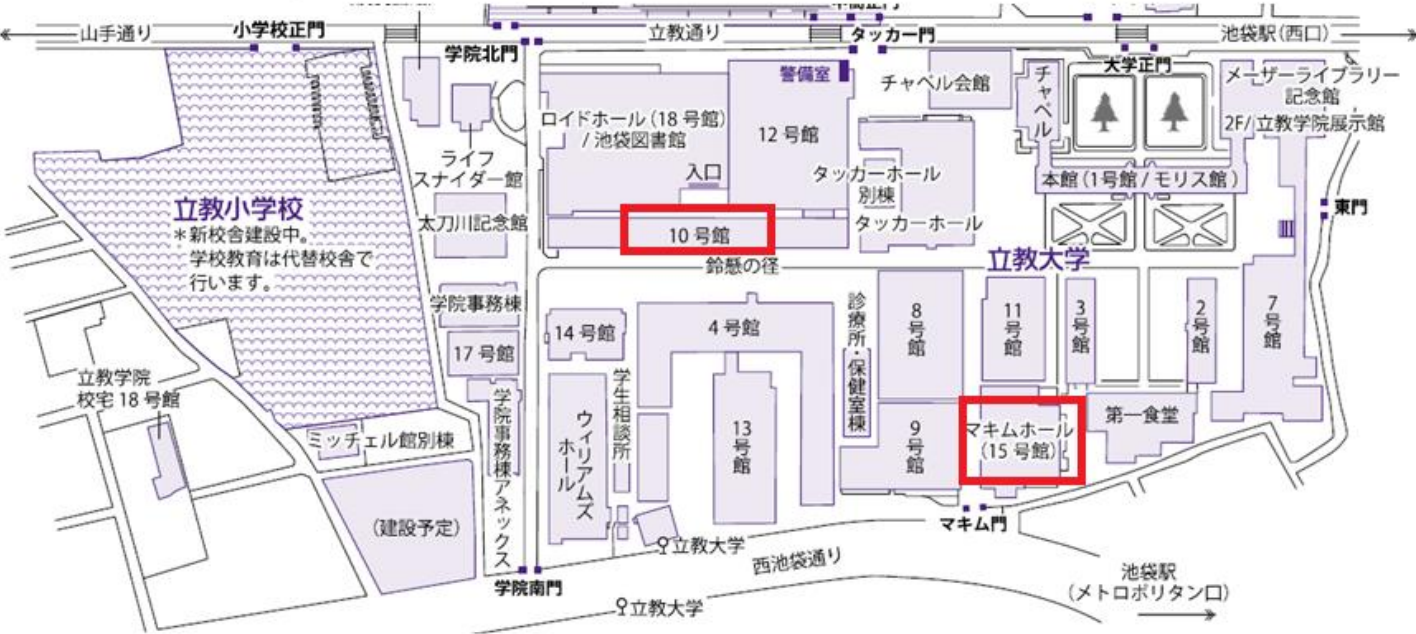 山手通り
小学校正門
学院北門
立教通り
タッカー門
大学正門
池袋駅(西口)
警備室
チャペル会館
チャペル
メーザーライブラリー
記念館
2F/ 立教学院展示館
ロイドホール(18 号館)
/ 池袋図書館
12 号館
入口
ライフ
スナイダー館
タッカーホール
別棟
タッカーホール
本館(1号館 / モリス館)
東門
立教小学校
*新校舎建設中。
学校教育は代替校舎で
行います。
太刀川記念館
10 号館
鈴懸の径
立教大学
学院事務棟
14 号館
4 号館
診療所・保健室棟
8号館
11号館
3号館
2号館
7号館
17 号館
立教学院
校宅 18 号館
学院事務棟アネックス
ウィリアムズ
ホール
学生相談所
13号館
9号館
マキムホール
(15 号館)
第一食堂
ミッチェル館別棟
(建設予定)
マキム門
立教大学
西池袋通り
学院南門
立教大学
池袋駅
(メトロポリタン口)